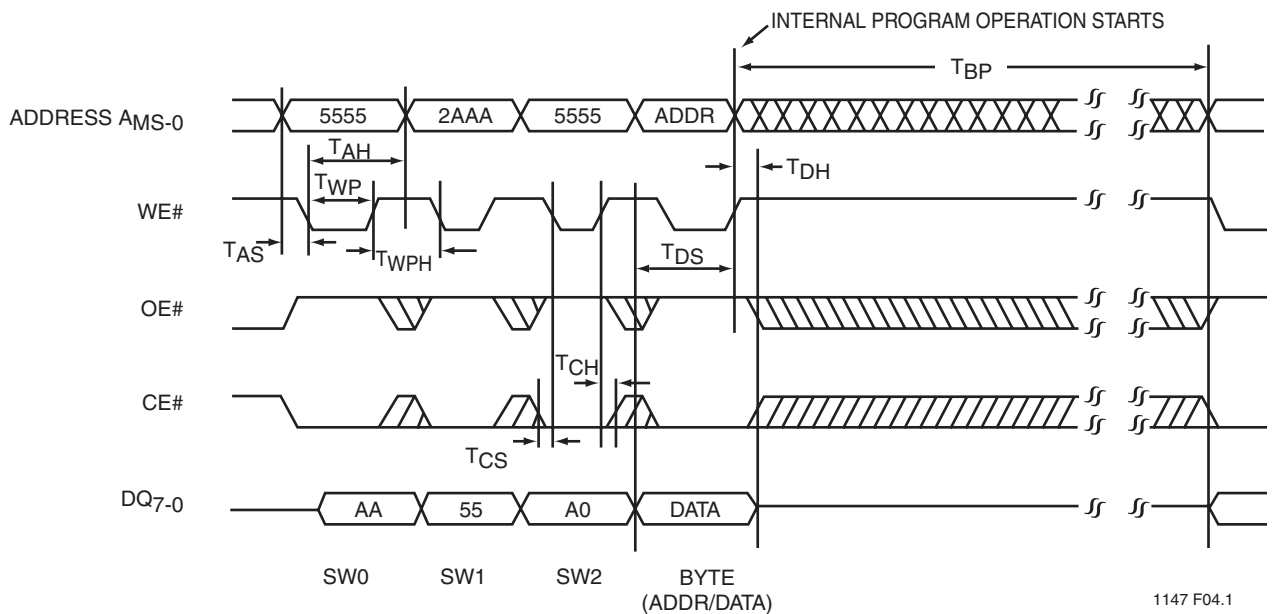 INTERNAL PROGRAM OPERATION STARTS
TBP
ADDRESS AMS-0
5555
2AAA
5555
ADDR
TAH
TDH
TWP
WE#
TAS
TWPH
TDS
OE#
TCH
CE#
TCS
DQ7-0
AA
55
A0
DATA
SW0
SW1
SW2
BYTE
(ADDR/DATA)
1147 F04.1